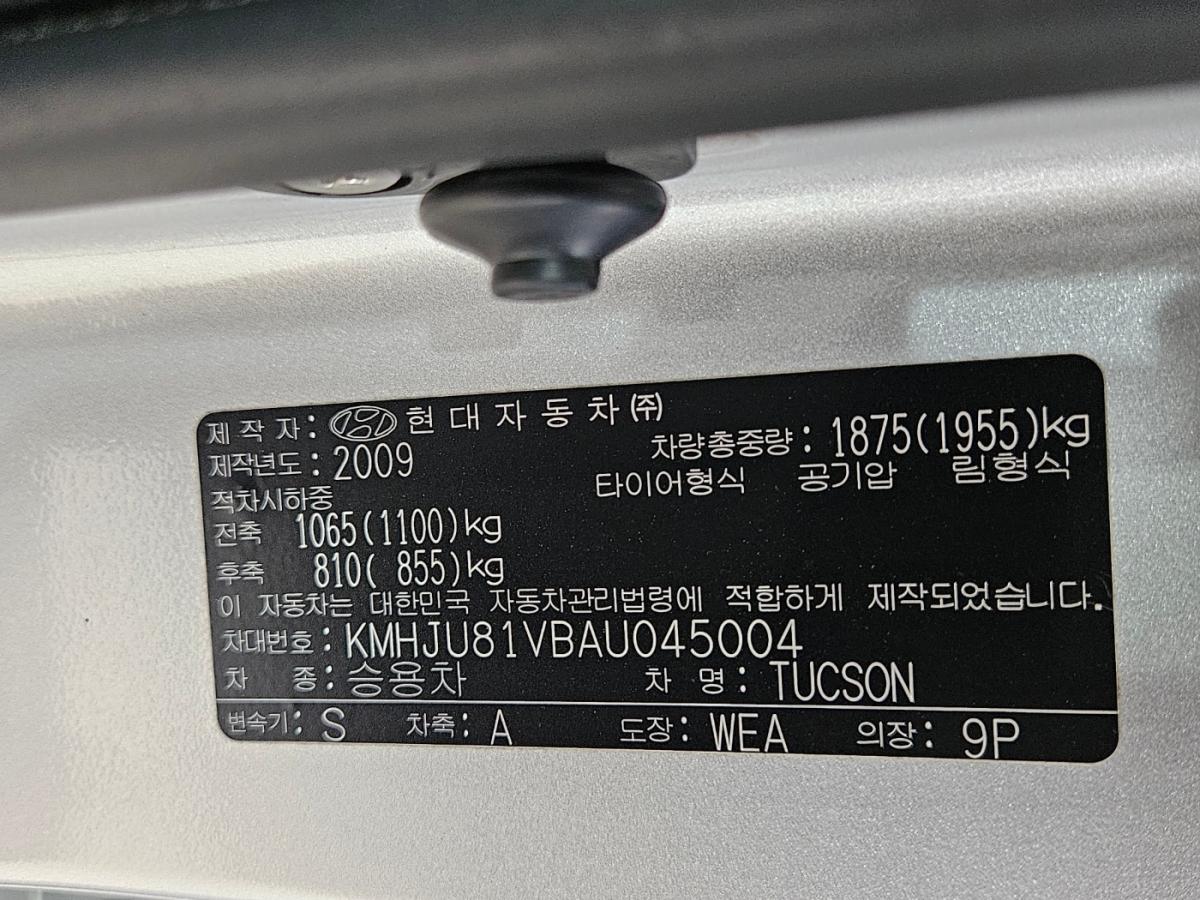 제 작 자 : 현 대 자 동 차 ㈜
제작년도 : 2009 차량총중량 : 1875(1955)kg
적차시하중 타이어형식 공기압 림형식
전축 1065(1100)kg
후축 810( 855)kg
이 자동차는 대한민국 자동차관리법령에 적합하게 제작되었습니다.
차대번호 : KMHJU81VBAU045004
차 종 : 승용차 차 명 : TUCSON
변속기 : S 차축 : A 도장 : WEA 의장 : 9P